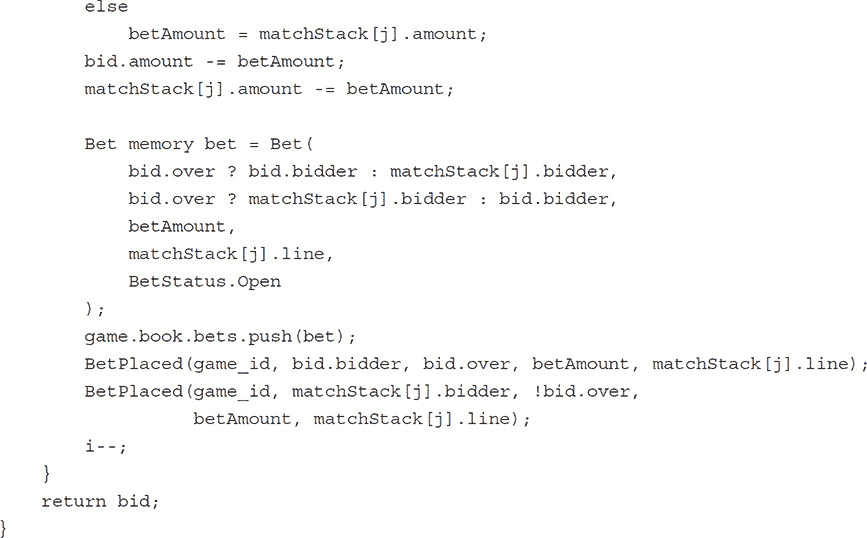 else
            betAmount = matchStack[j].amount;
        bid.amount -= betAmount;
        matchStack[j].amount -= betAmount;

        Bet memory bet = Bet(
            bid.over ? bid.bidder : matchStack[j].bidder,
            bid.over ? matchStack[j].bidder : bid.bidder,
            betAmount,
            matchStack[j].line,
            BetStatus.Open
        );
        game.book.bets.push(bet);
        BetPlaced(game_id, bid.bidder, bid.over, betAmount, matchStack[j].line);
        BetPlaced(game_id, matchStack[j].bidder, !bid.over,
                  betAmount, matchStack[j].line);
        i--;
    }
    return bid;
}